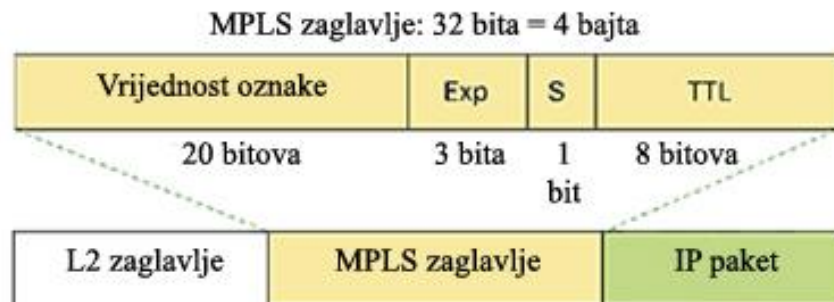 MPLS zaglavlje: 32 bita = 4 bajta
Vrijednost oznake Exp S TTL
20 bitova 3 bita 1 bit 8 bitova
L2 zaglavlje MPLS zaglavlje IP paket